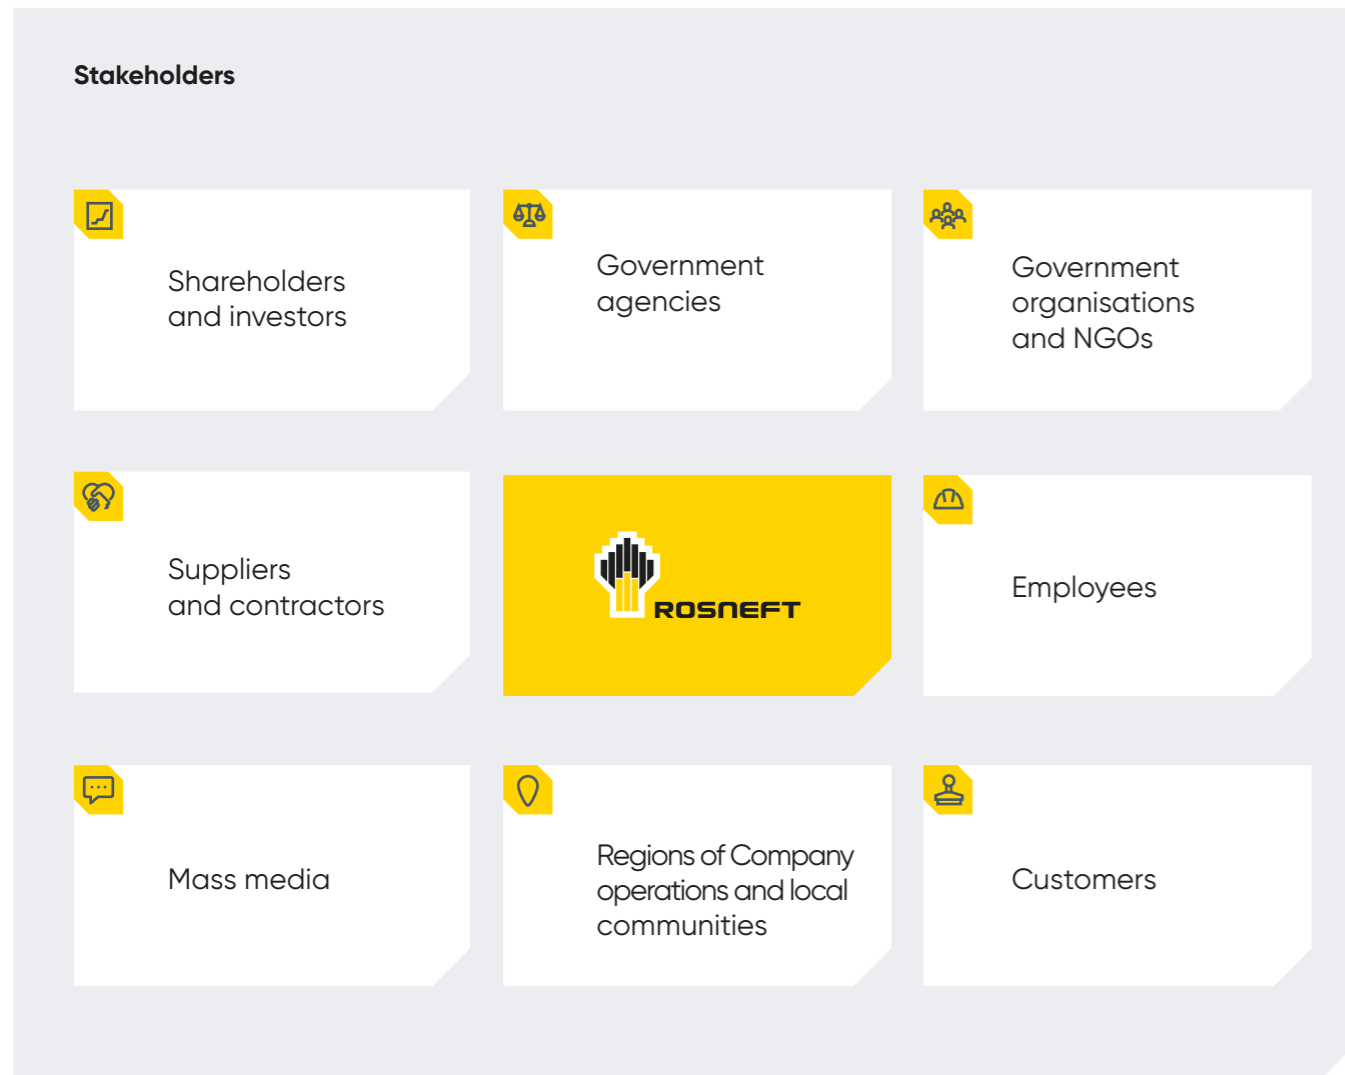 Stakeholders
Shareholders
and investors
Government
agencies
Government
organisations
and NGOs
Suppliers
and contractors
ROSNEFT
Employees
Mass media
Regions of Company
operations and local
communities
Customers